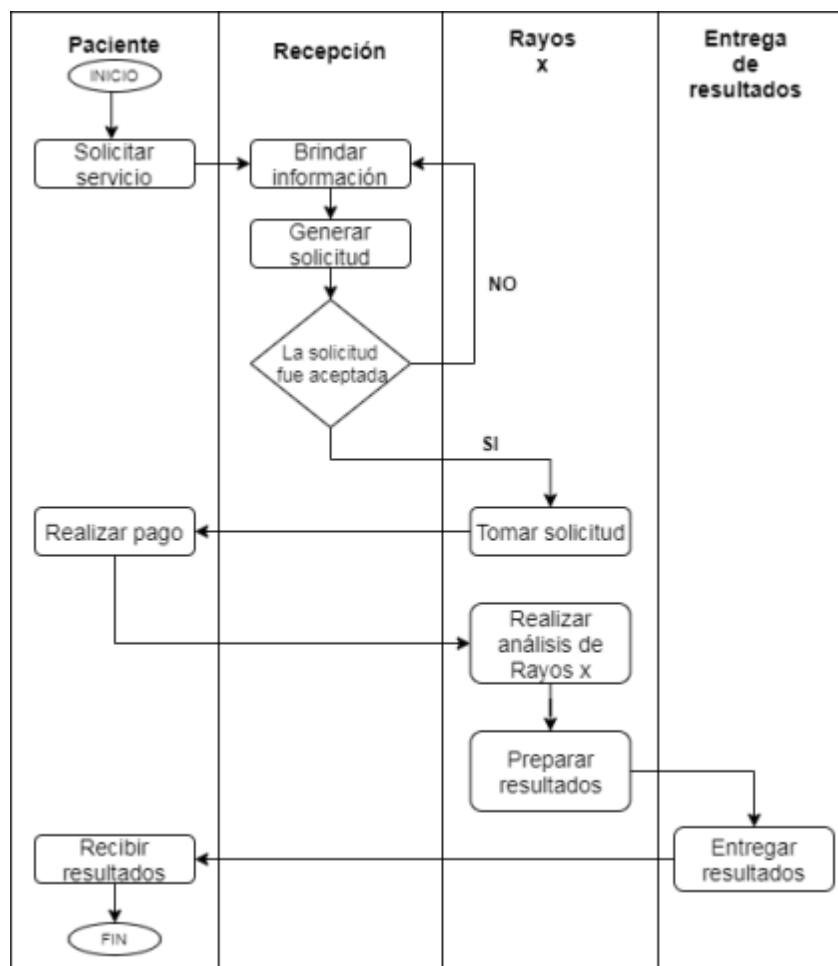 Paciente
Recepción
Rayos
x
Entrega
de
resultados
INICIO
Solicitar
servicio
Brindar
información
Generar
solicitud
NO
La solicitud
fue aceptada
SI
Realizar pago
Tomar solicitud
Realizar
análisis de
Rayos x
Preparar
resultados
Entregar
resultados
Recibir
resultados
FIN